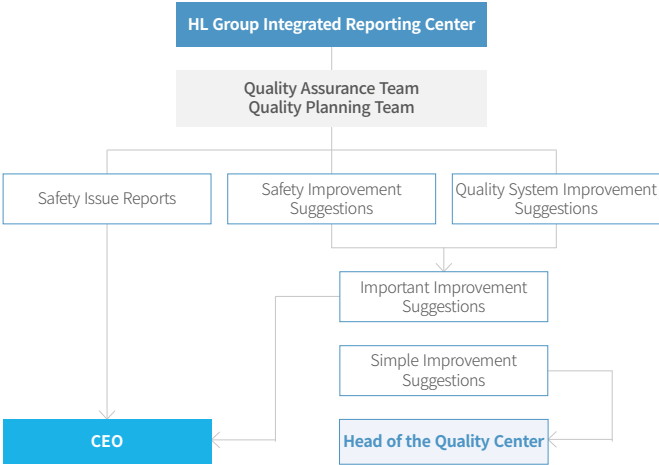 HL Group Integrated Reporting Center
Quality Assurance Team
Quality Planning Team
Safety Issue Reports
Safety Improvement
Suggestions
Quality System Improvement
Suggestions
Important Improvement
Suggestions
Simple Improvement
Suggestions
CEO
Head of the Quality Center